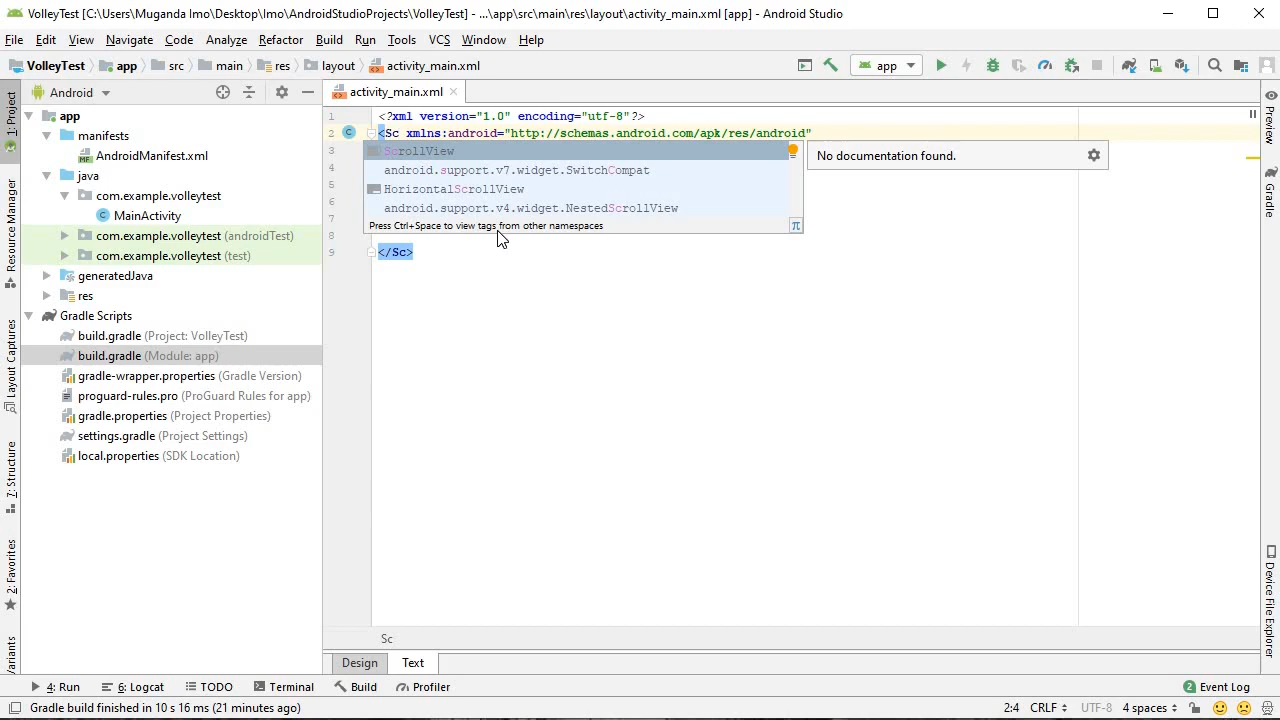 VolleyTest [C:\Users\Muganda Imo\Desktop\Imo\AndroidStudioProjects\VolleyTest] - ...\app\src\main\res\layout\activity_main.xml [app] - Android Studio
File Edit View Navigate Code Analyze Refactor Build Run Tools VCS Window Help
VolleyTest app src main res layout activity_main.xml app
Android activity_main.xml
1: Project
Resource Manager
Layout Captures
7: Structure
2: Favorites
app
manifests
AndroidManifest.xml
java
com.example.volleytest
MainActivity
com.example.volleytest (androidTest)
com.example.volleytest (test)
generatedJava
res
Gradle Scripts
build.gradle (Project: VolleyTest)
build.gradle (Module: app)
gradle-wrapper.properties (Gradle Version)
proguard-rules.pro (ProGuard Rules for app)
gradle.properties (Project Properties)
settings.gradle (Project Settings)
local.properties (SDK Location)
1 <?xml version="1.0" encoding="utf-8"?>
2 <Sc xmlns:android="http://schemas.android.com/apk/res/android"
3 ScrollView
4 android.support.v7.widget.SwitchCompat
5 HorizontalScrollView
6 android.support.v4.widget.NestedScrollView
7 Press Ctrl+Space to view tags from other namespaces π
8
9 </Sc>
No documentation found.
Preview
Gradle
Device File Explorer
Sc
Design Text
4: Run 6: Logcat TODO Terminal Build Profiler 2 Event Log
Gradle build finished in 10 s 16 ms (21 minutes ago) 2:4 CRLF UTF-8 4 spaces